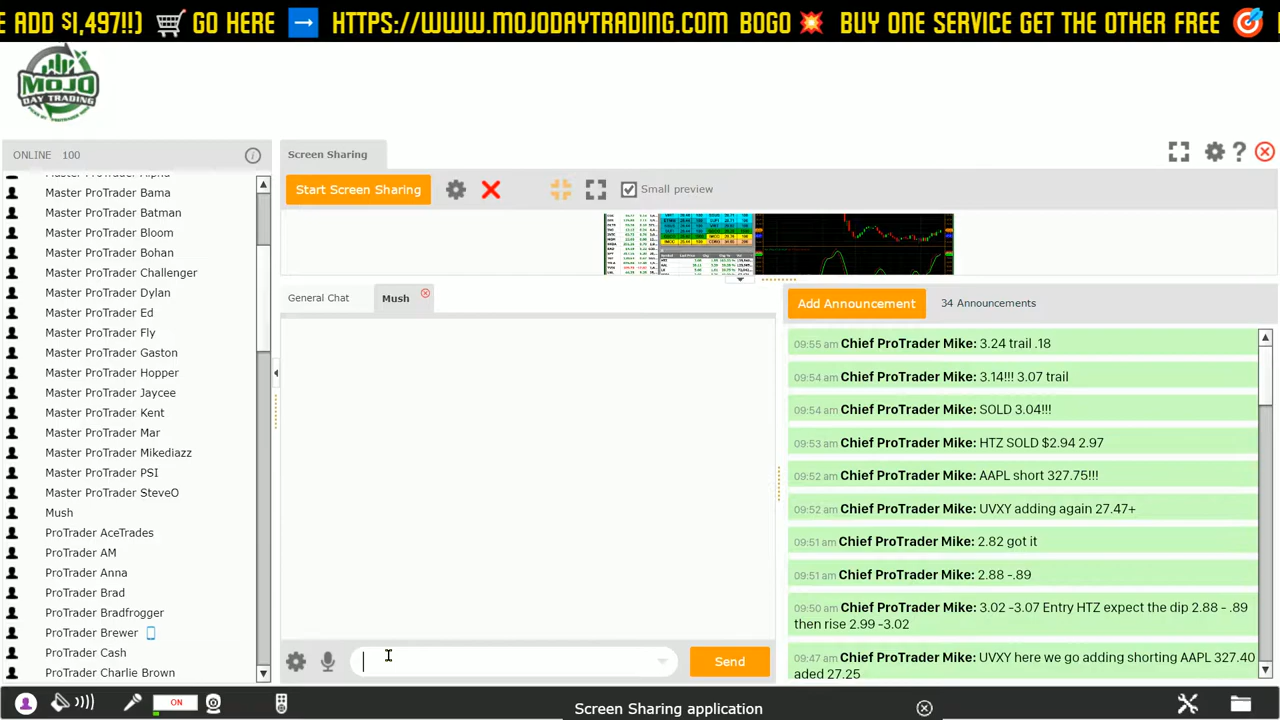 E ADD $1,497!!) GO HERE HTTPS://WWW.MOJODAYTRADING.COM BOGO BUY ONE SERVICE GET THE OTHER FREE
MOJO
DAY TRADING
ONLINE 100
Screen Sharing
Start Screen Sharing
Small preview
Master ProTrader Bama
Master ProTrader Batman
Master ProTrader Bloom
Master ProTrader Bohan
Master ProTrader Challenger
Master ProTrader Dylan
Master ProTrader Ed
Master ProTrader Fly
Master ProTrader Gaston
Master ProTrader Hopper
Master ProTrader Jaycee
Master ProTrader Kent
Master ProTrader Mar
Master ProTrader Mikediazz
Master ProTrader PSI
Master ProTrader SteveO
Mush
ProTrader AceTrades
ProTrader AM
ProTrader Anna
ProTrader Brad
ProTrader Bradfrogger
ProTrader Brewer
ProTrader Cash
ProTrader Charlie Brown
General Chat
Mush
Send
Add Announcement
34 Announcements
09:55 am Chief ProTrader Mike: 3.24 trail .18
09:54 am Chief ProTrader Mike: 3.14!!! 3.07 trail
09:54 am Chief ProTrader Mike: SOLD 3.04!!!
09:53 am Chief ProTrader Mike: HTZ SOLD $2.94 2.97
09:52 am Chief ProTrader Mike: AAPL short 327.75!!!
09:52 am Chief ProTrader Mike: UVXY adding again 27.47+
09:51 am Chief ProTrader Mike: 2.82 got it
09:51 am Chief ProTrader Mike: 2.88 -.89
09:50 am Chief ProTrader Mike: 3.02 -3.07 Entry HTZ expect the dip 2.88 - .89
then rise 2.99 -3.02
09:47 am Chief ProTrader Mike: UVXY here we go adding shorting AAPL 327.40
aded 27.25
ON
Screen Sharing application